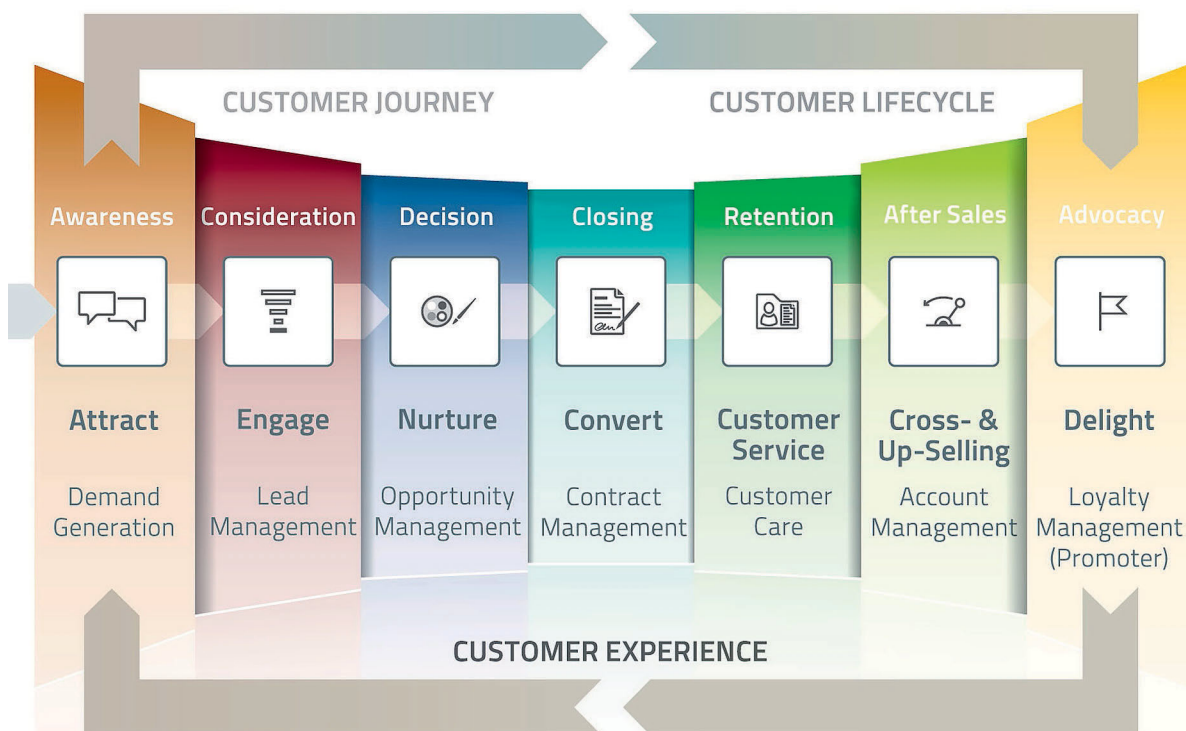 CUSTOMER JOURNEY
CUSTOMER LIFECYCLE
Awareness
Attract
Demand
Generation
Consideration
Engage
Lead
Management
Decision
Nurture
Opportunity
Management
Closing
Convert
Contract
Management
Retention
Customer
Service
Customer
Care
After Sales
Cross- &
Up-Selling
Account
Management
Advocacy
Delight
Loyalty
Management
(Promoter)
CUSTOMER EXPERIENCE